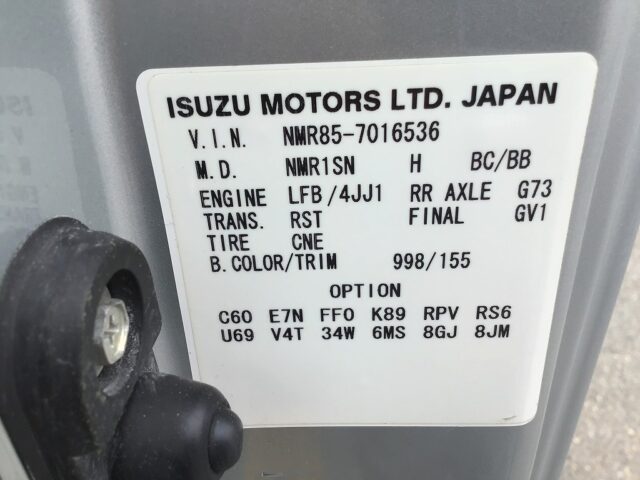 ISUZU MOTORS LTD. JAPAN
V.I.N. NMR85-7016536
M.D. NMR1SN H BC/BB
ENGINE LFB/4JJ1 RR AXLE G73
TRANS. RST FINAL GV1
TIRE CNE
B.COLOR/TRIM 998/155
OPTION
C60 E7N FF0 K89 RPV RS6
U69 V4T 34W 6MS 8GJ 8JM